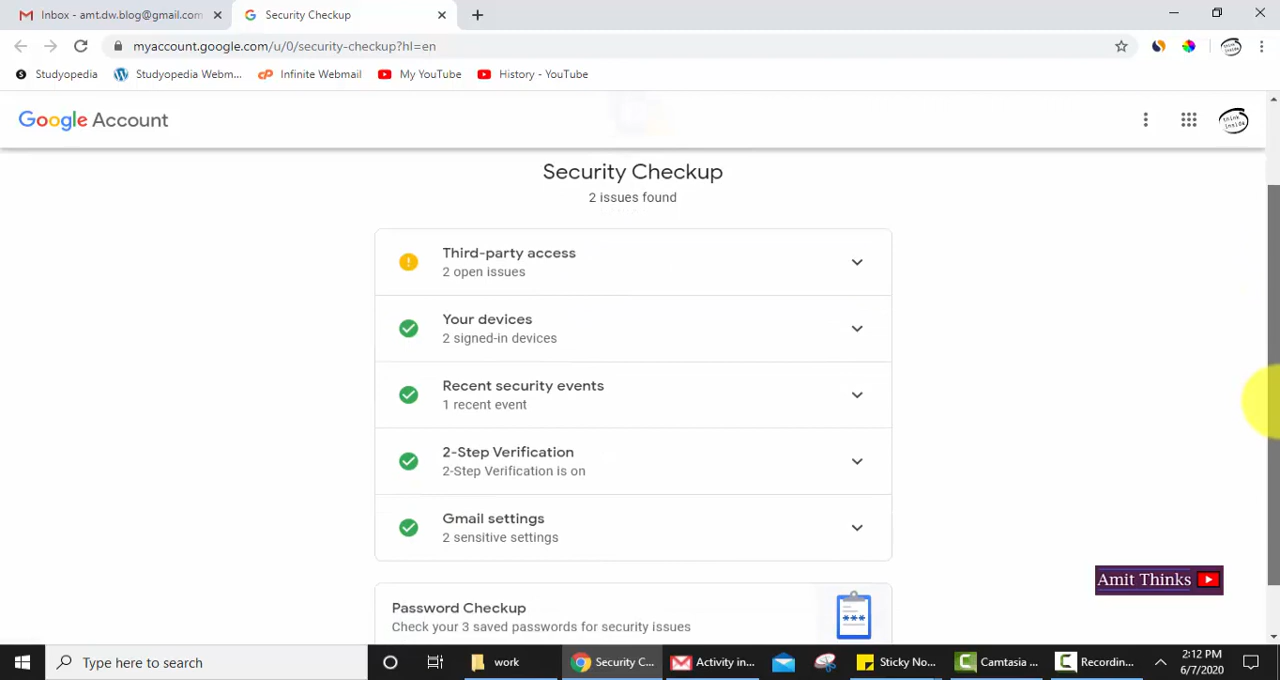 Inbox - amt.dw.blog@gmail.com
Security Checkup
myaccount.google.com/u/0/security-checkup?hl=en
Studyopedia
Studyopedia Webm...
Infinite Webmail
My YouTube
History - YouTube
Google Account
think inside
Security Checkup
2 issues found
Third-party access
2 open issues
Your devices
2 signed-in devices
Recent security events
1 recent event
2-Step Verification
2-Step Verification is on
Gmail settings
2 sensitive settings
Amit Thinks
Password Checkup
Check your 3 saved passwords for security issues
***
Type here to search
work
Security C...
Activity in...
Sticky No...
Camtasia ...
Recordin...
2:12 PM
6/7/2020